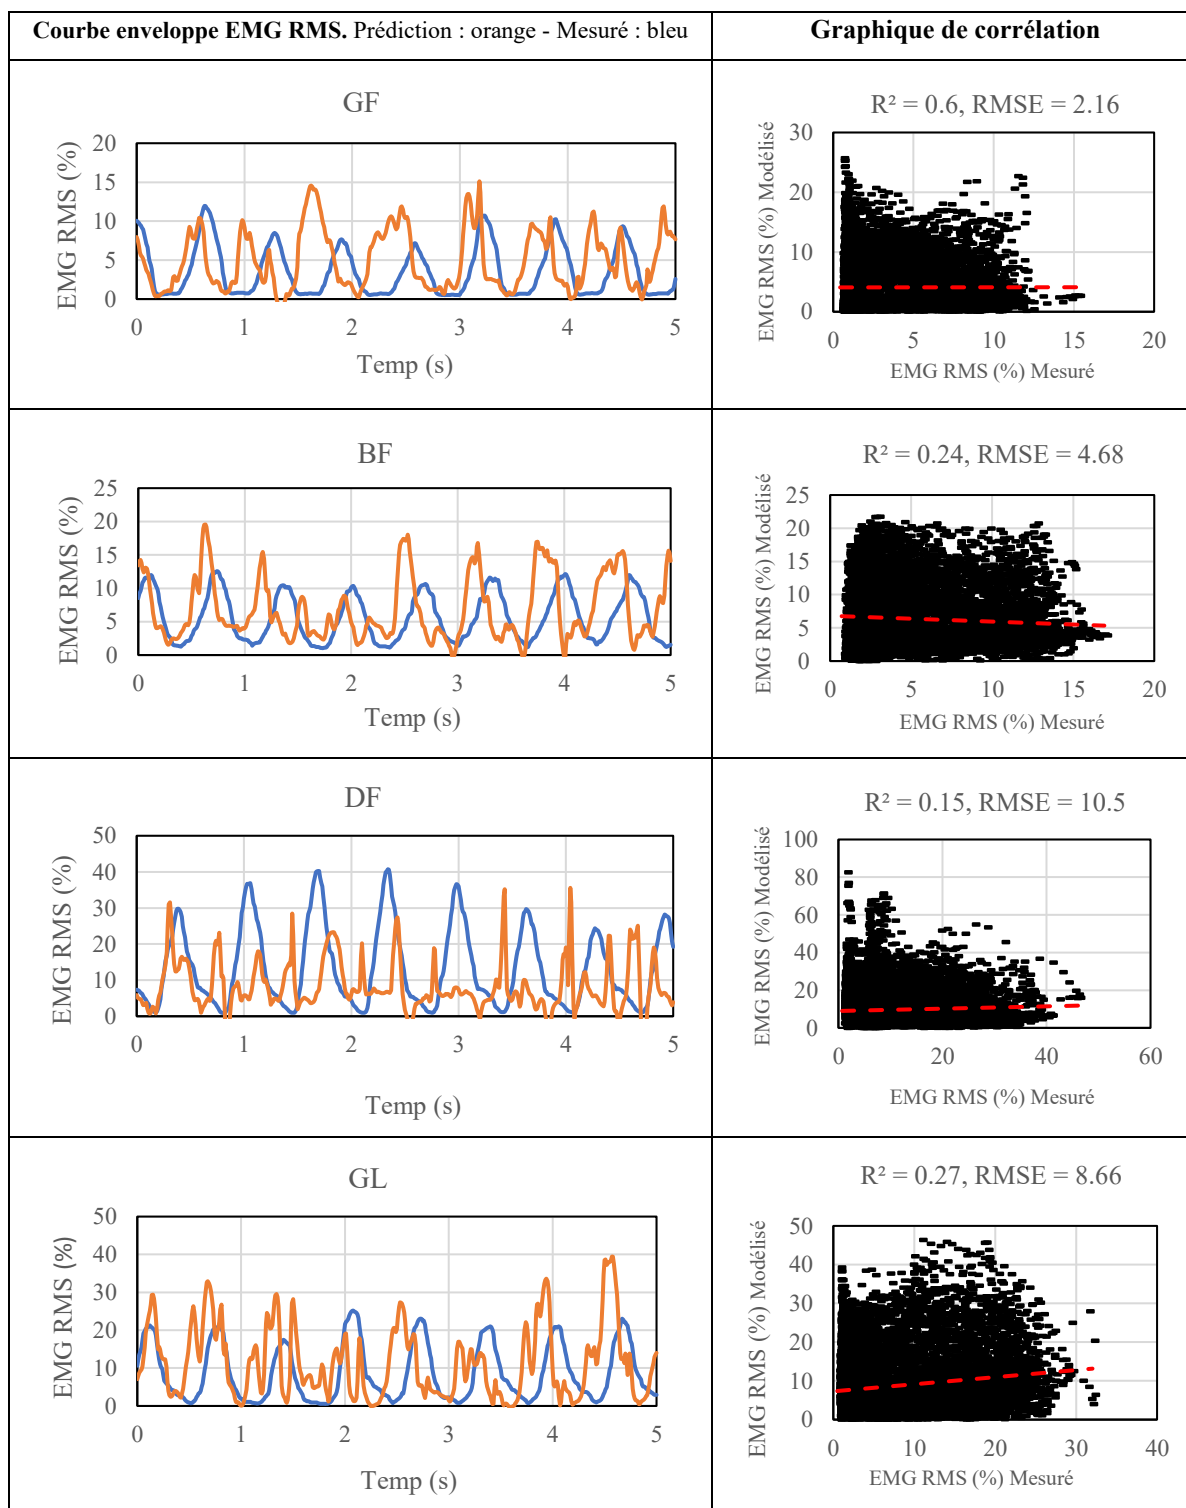 Courbe enveloppe EMG RMS. Prédiction : orange - Mesuré : bleu
Graphique de corrélation
GF
EMG RMS (%)
20
15
10
5
0
0 1 2 3 4 5
Temp (s)
R² = 0.6, RMSE = 2.16
EMG RMS (%) Modélisé
30
20
10
0
0 5 10 15 20
EMG RMS (%) Mesuré
BF
EMG RMS (%)
25
20
15
10
5
0
0 1 2 3 4 5
Temp (s)
R² = 0.24, RMSE = 4.68
EMG RMS (%) Modélisé
25
20
15
10
5
0
0 5 10 15 20
EMG RMS (%) Mesuré
DF
EMG RMS (%)
50
40
30
20
10
0
0 1 2 3 4 5
Temp (s)
R² = 0.15, RMSE = 10.5
EMG RMS (%) Modélisé
100
80
60
40
20
0
0 20 40 60
EMG RMS (%) Mesuré
GL
EMG RMS (%)
50
40
30
20
10
0
0 1 2 3 4 5
Temp (s)
R² = 0.27, RMSE = 8.66
EMG RMS (%) Modélisé
50
40
30
20
10
0
0 10 20 30 40
EMG RMS (%) Mesuré